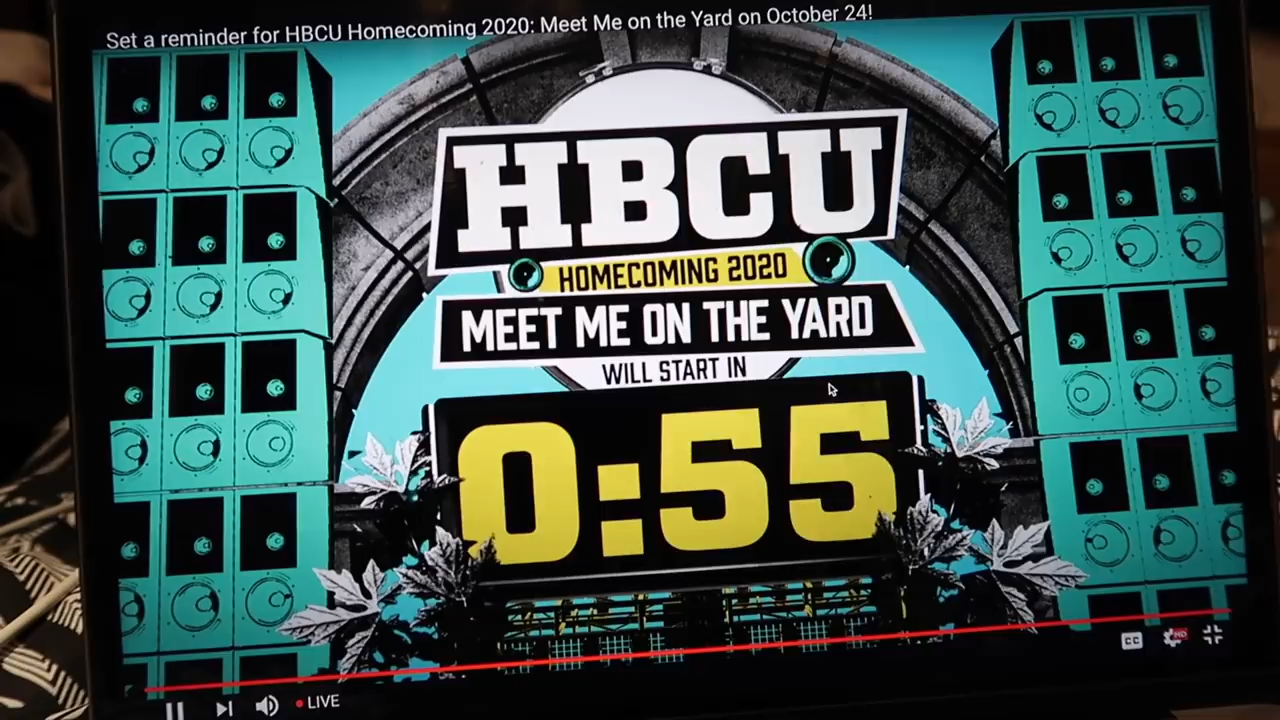 Set a reminder for HBCU Homecoming 2020: Meet Me on the Yard on October 24!
HBCU
HOMECOMING 2020
MEET ME ON THE YARD
WILL START IN
0:55
CC
HD
LIVE